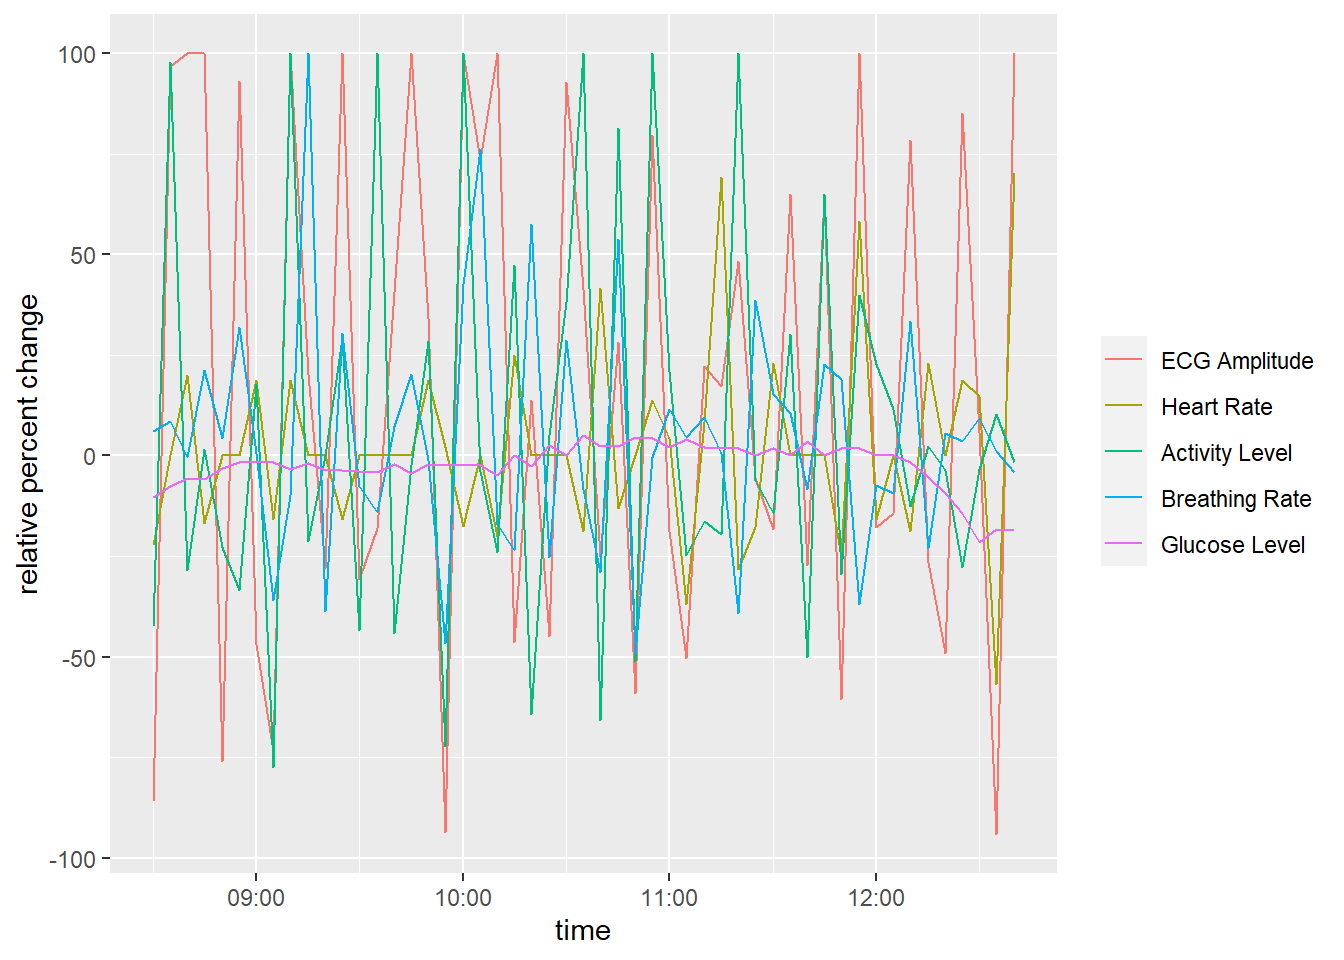 100
50
0
-50
-100
relative percent change
09:00 10:00 11:00 12:00
time
ECG Amplitude
Heart Rate
Activity Level
Breathing Rate
Glucose Level